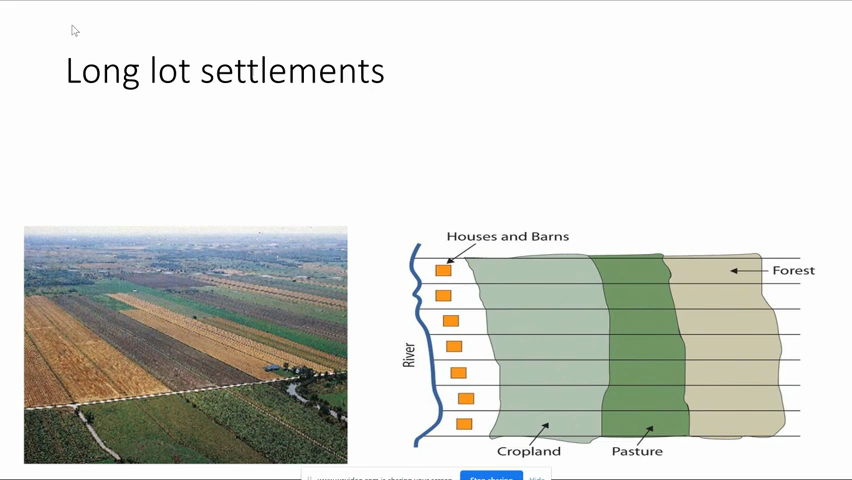 Long lot settlements
Houses and Barns
Forest
River
Cropland
Pasture
Stop sharing
Hide